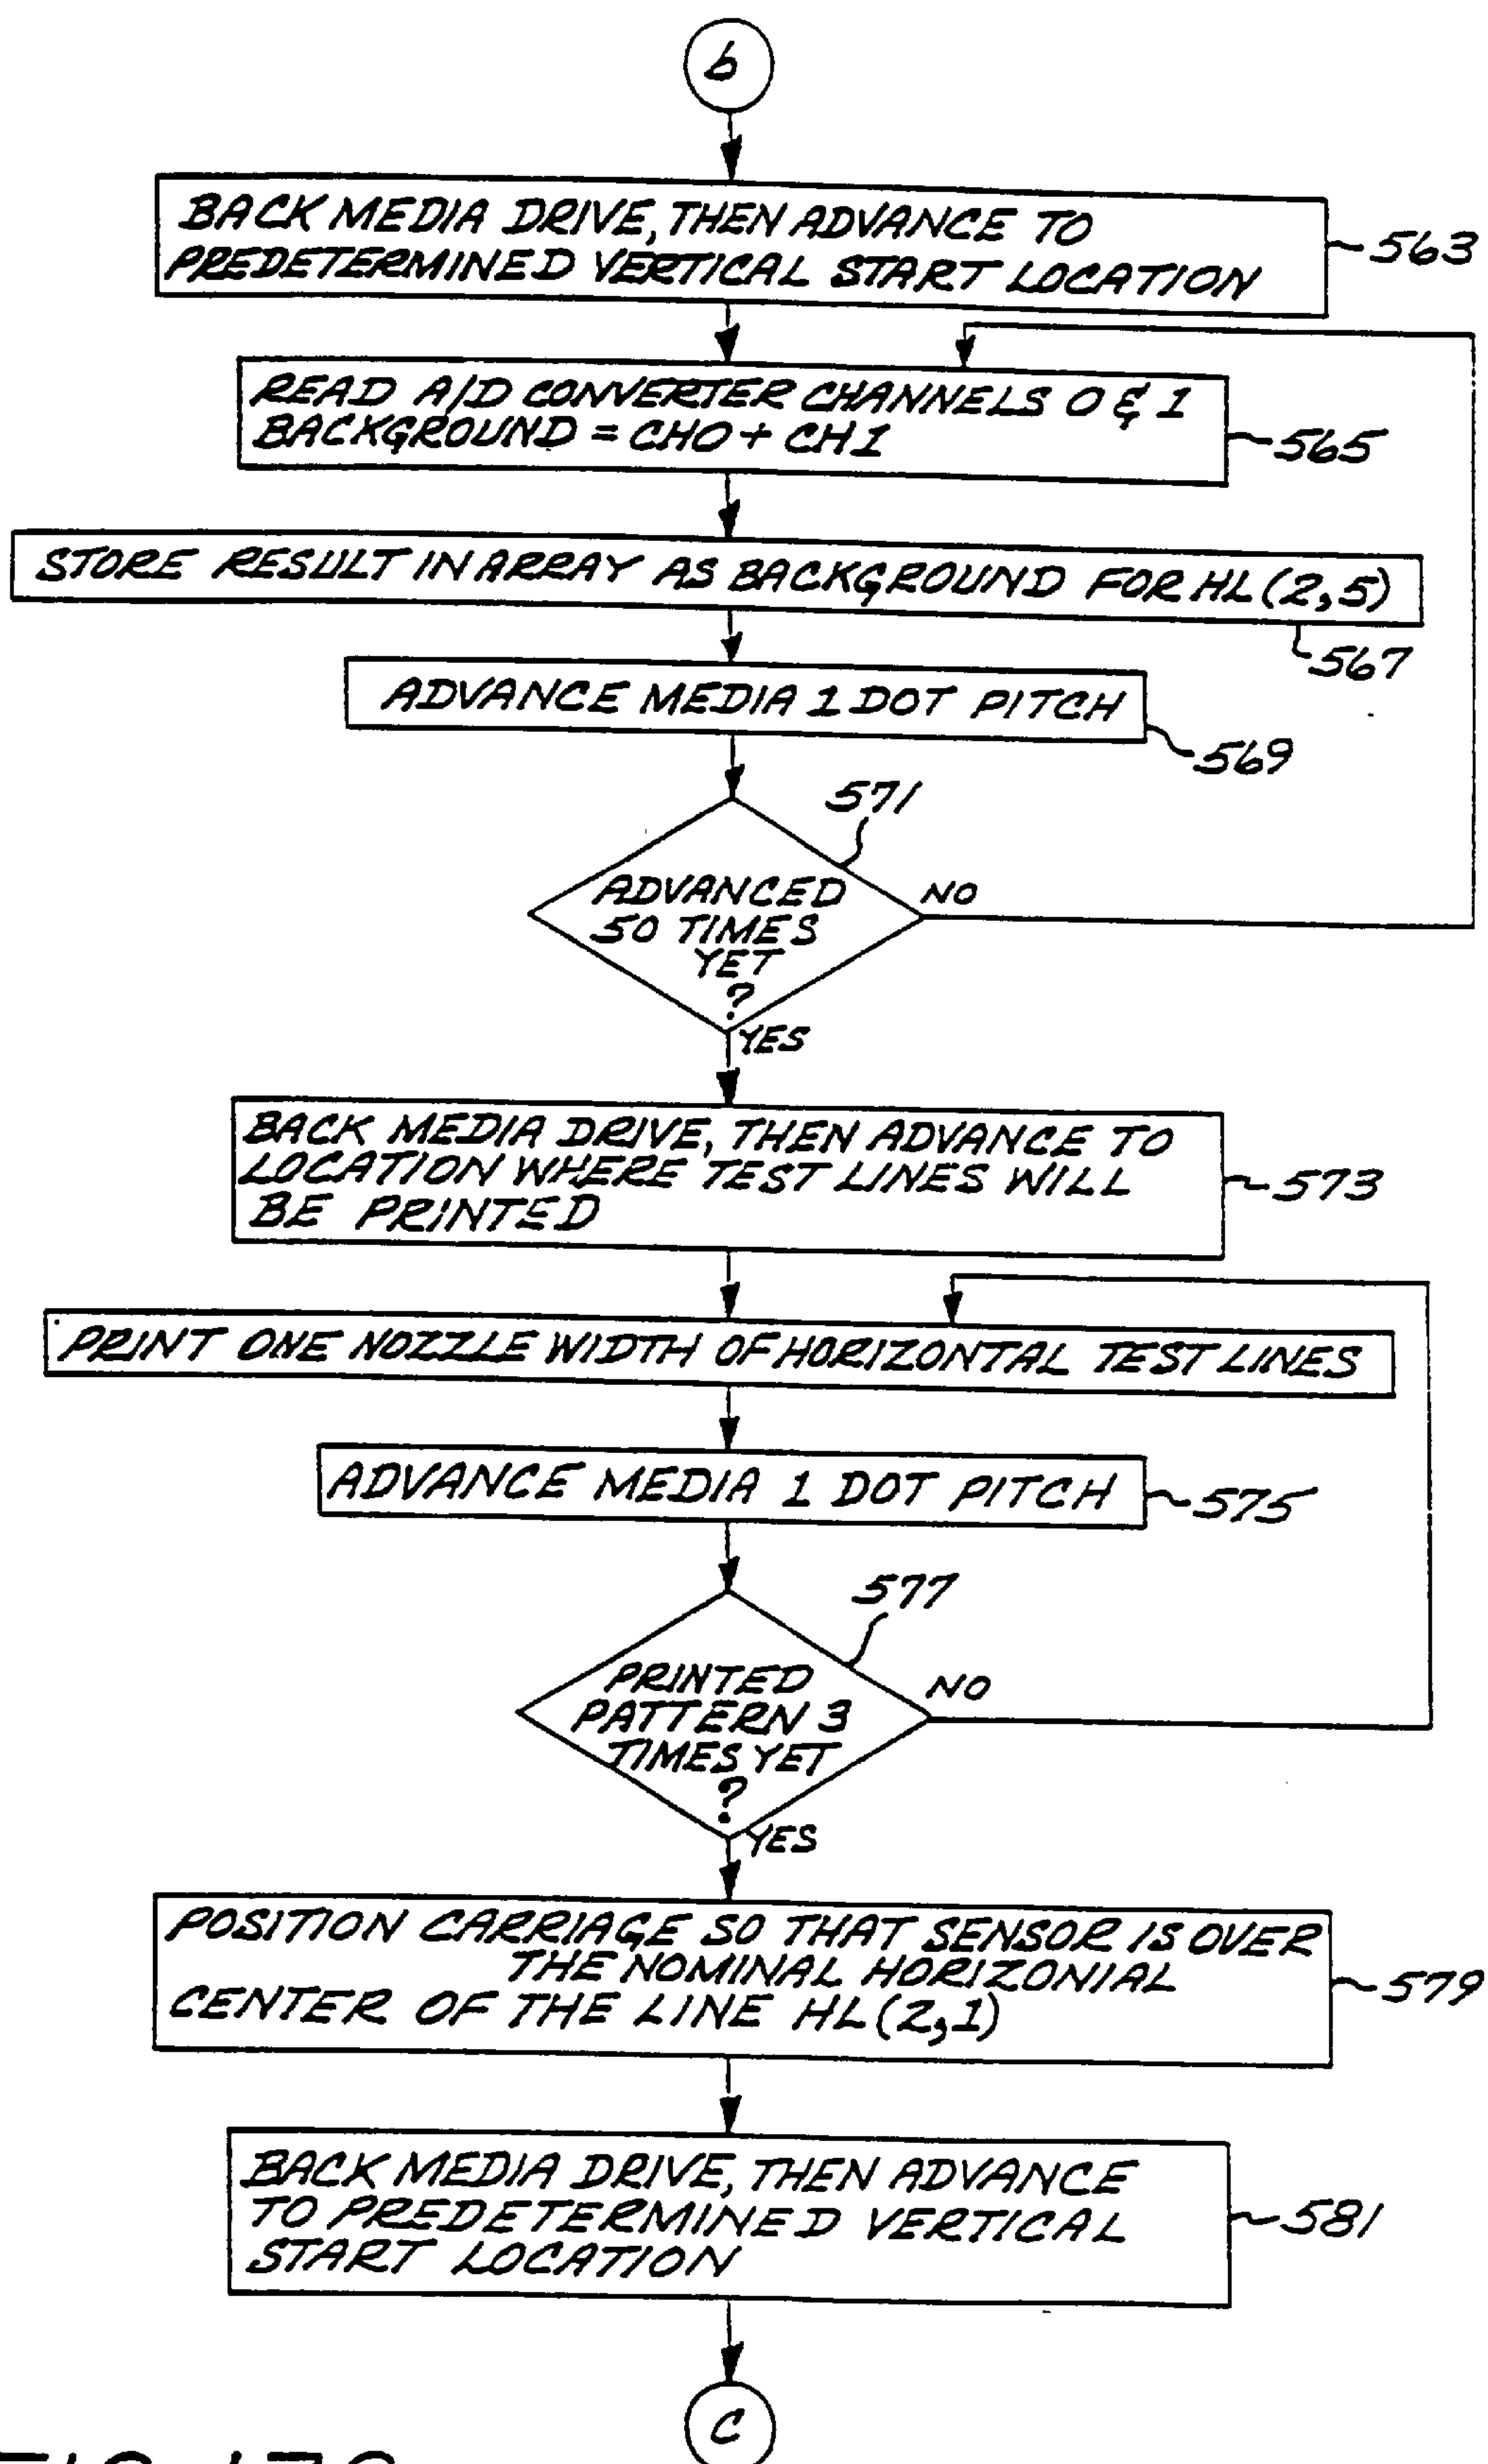 b
BACK MEDIA DRIVE, THEN ADVANCE TO
PREDETERMINED VERTICAL START LOCATION
563
READ A/D CONVERTER CHANNELS 0 & 1
BACKGROUND = CH0 + CH1
565
STORE RESULT IN ARRAY AS BACKGROUND FOR HL(2,5)
567
ADVANCE MEDIA 1 DOT PITCH
569
571
ADVANCED
50 TIMES
YET
?
NO
YES
BACK MEDIA DRIVE, THEN ADVANCE TO
LOCATION WHERE TEST LINES WILL
BE PRINTED
573
PRINT ONE NOZZLE WIDTH OF HORIZONTAL TEST LINES
ADVANCE MEDIA 1 DOT PITCH
575
577
PRINTED
PATTERN 3
TIMES YET
?
NO
YES
POSITION CARRIAGE SO THAT SENSOR IS OVER
THE NOMINAL HORIZONIAL
CENTER OF THE LINE HL(2,1)
579
BACK MEDIA DRIVE, THEN ADVANCE
TO PREDETERMINED VERTICAL
START LOCATION
581
C